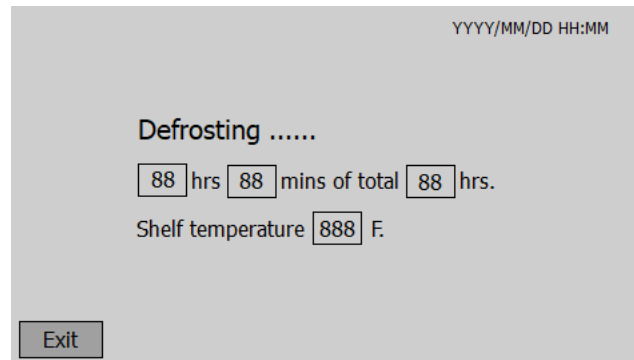 YYYY/MM/DD HH:MM
Defrosting ......
88 hrs 88 mins of total 88 hrs.
Shelf temperature 888 F.
Exit